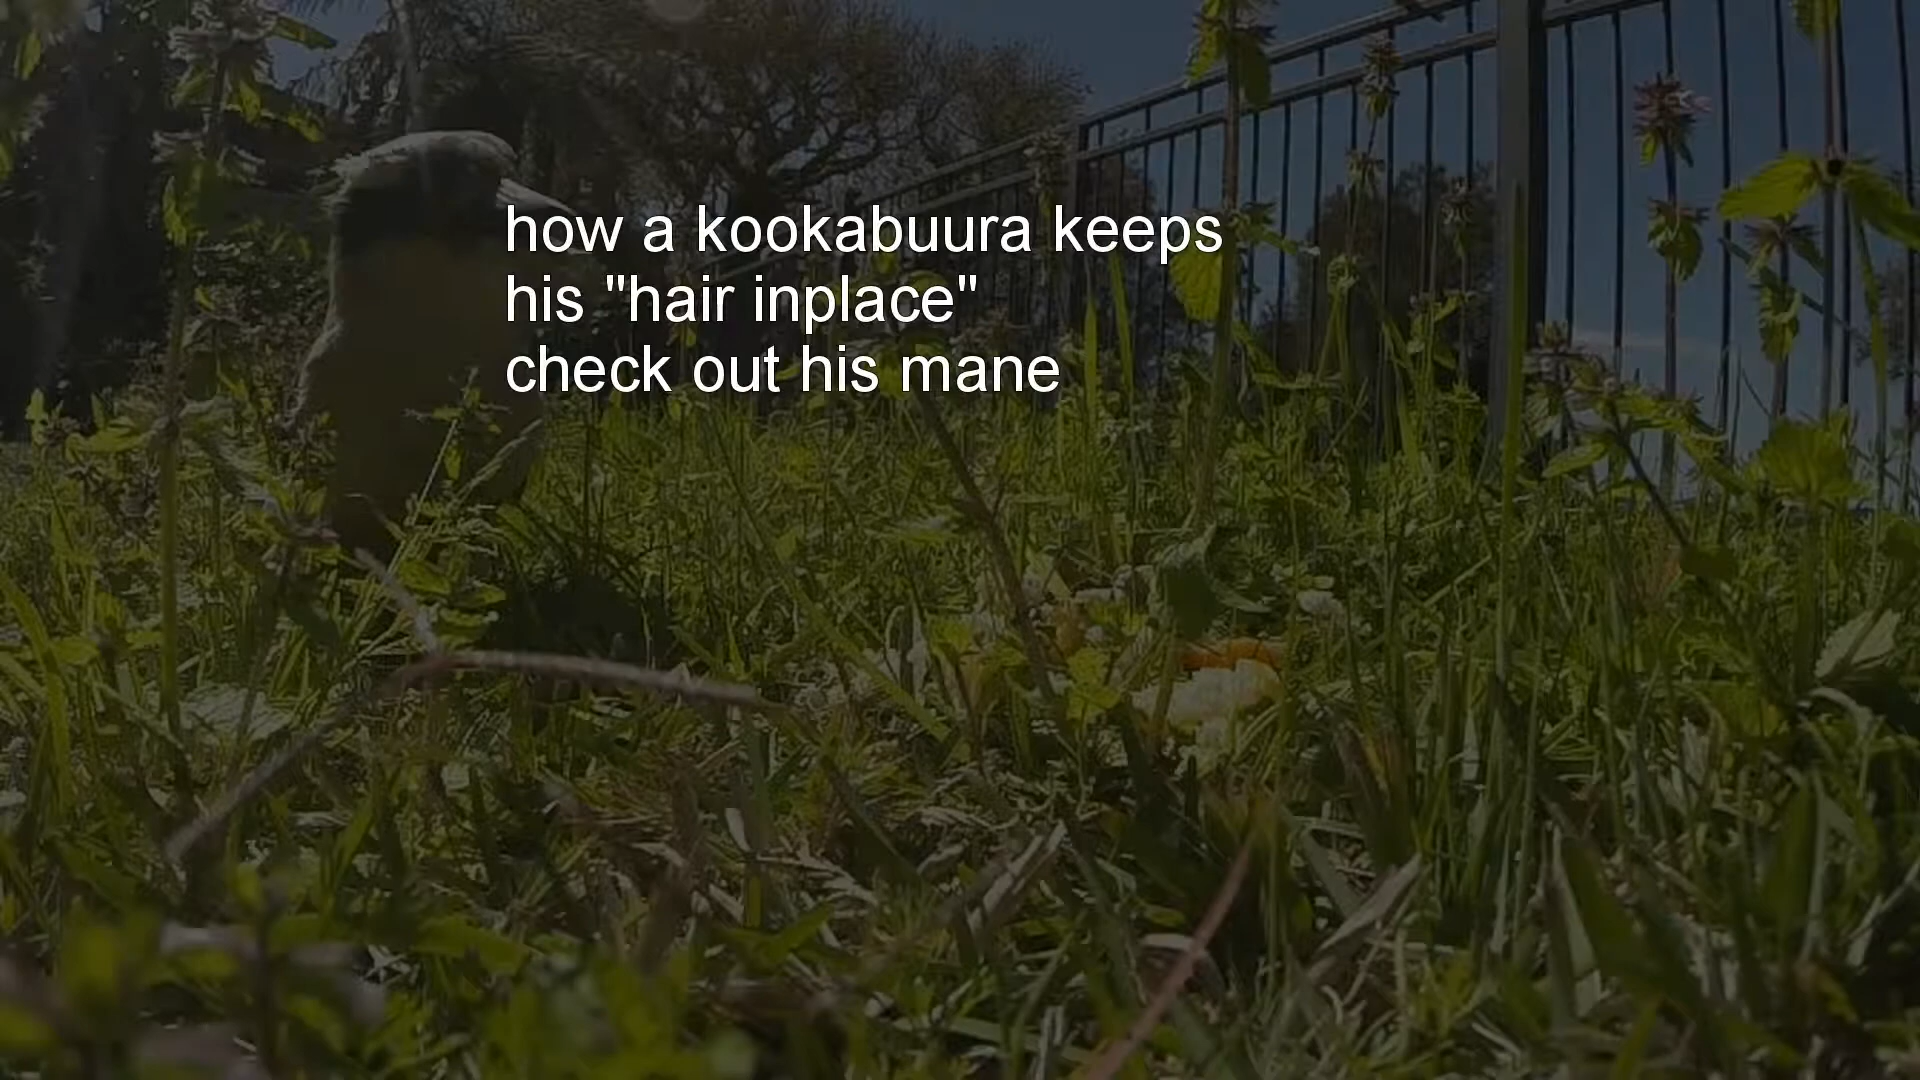 how a kookabuura keeps
his "hair inplace"
check out his mane